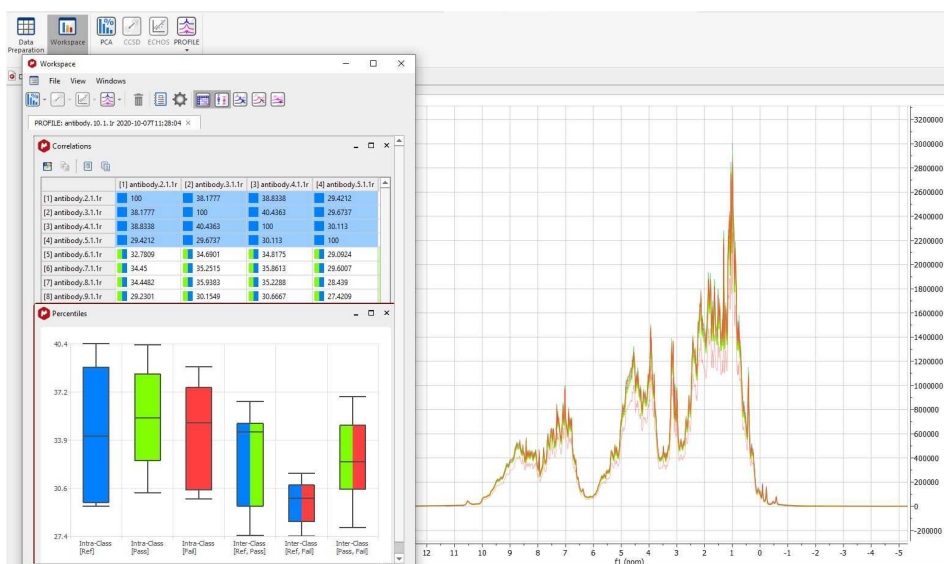 Data Preparation
Workspace
PCA CCSD ECHOS PROFILE
Workspace
File View Windows
PROFILE: antibody.10.1.1r 2020-10-07T11:28:04
Correlations
[1] antibody.2.1.1r [2] antibody.3.1.1r [3] antibody.4.1.1r [4] antibody.5.1.1r
[1] antibody.2.1.1r 100 38.1777 38.8338 29.4212
[2] antibody.3.1.1r 38.1777 100 40.4363 29.6737
[3] antibody.4.1.1r 38.8338 40.4363 100 30.113
[4] antibody.5.1.1r 29.4212 29.6737 30.113 100
[5] antibody.6.1.1r 32.7809 34.6901 34.8175 29.0924
[6] antibody.7.1.1r 34.45 35.2515 35.8613 29.6007
[7] antibody.8.1.1r 34.4482 35.9383 35.2288 28.439
[8] antibody.9.1.1r 29.2301 30.1549 30.6667 27.4209
Percentiles
40.4
37.2
33.9
30.6
27.4
Intra-Class [Ref] Intra-Class [Pass] Intra-Class [Fail] Inter-Class [Ref, Pass] Inter-Class [Ref, Fail] Inter-Class [Pass, Fail]
3200000
3000000
2800000
2600000
2400000
2200000
2000000
1800000
1600000
1400000
1200000
1000000
800000
600000
400000
200000
0
-200000
12 11 10 9 8 7 6 5 4 3 2 1 0 -1 -2 -3 -4 -5
f1 (ppm)